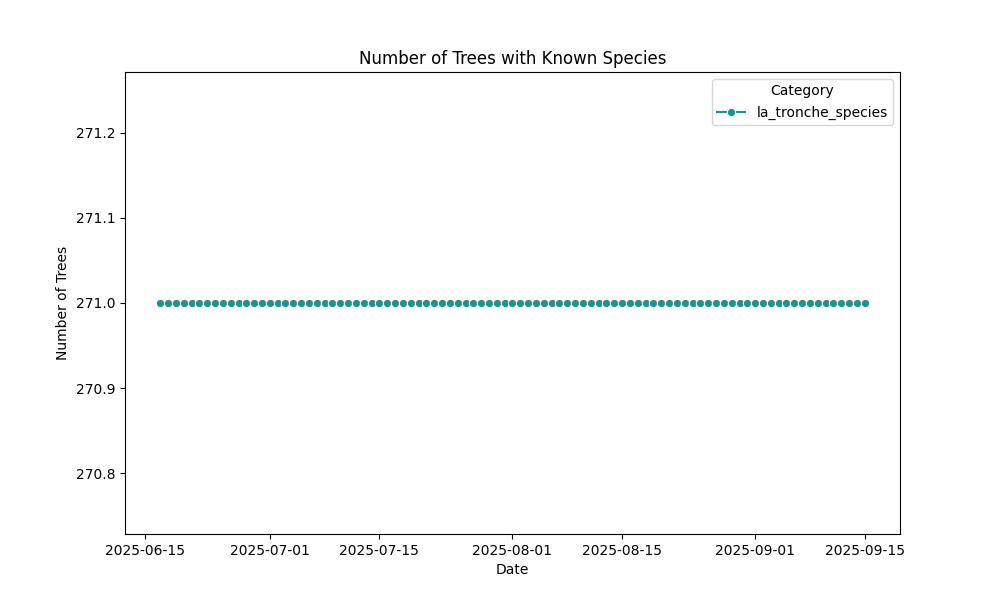 Number of Trees with Known Species
Category
la_tronche_species
271.2
271.1
271.0
270.9
270.8
Number of Trees
2025-06-15 2025-07-01 2025-07-15 2025-08-01 2025-08-15 2025-09-01 2025-09-15
Date